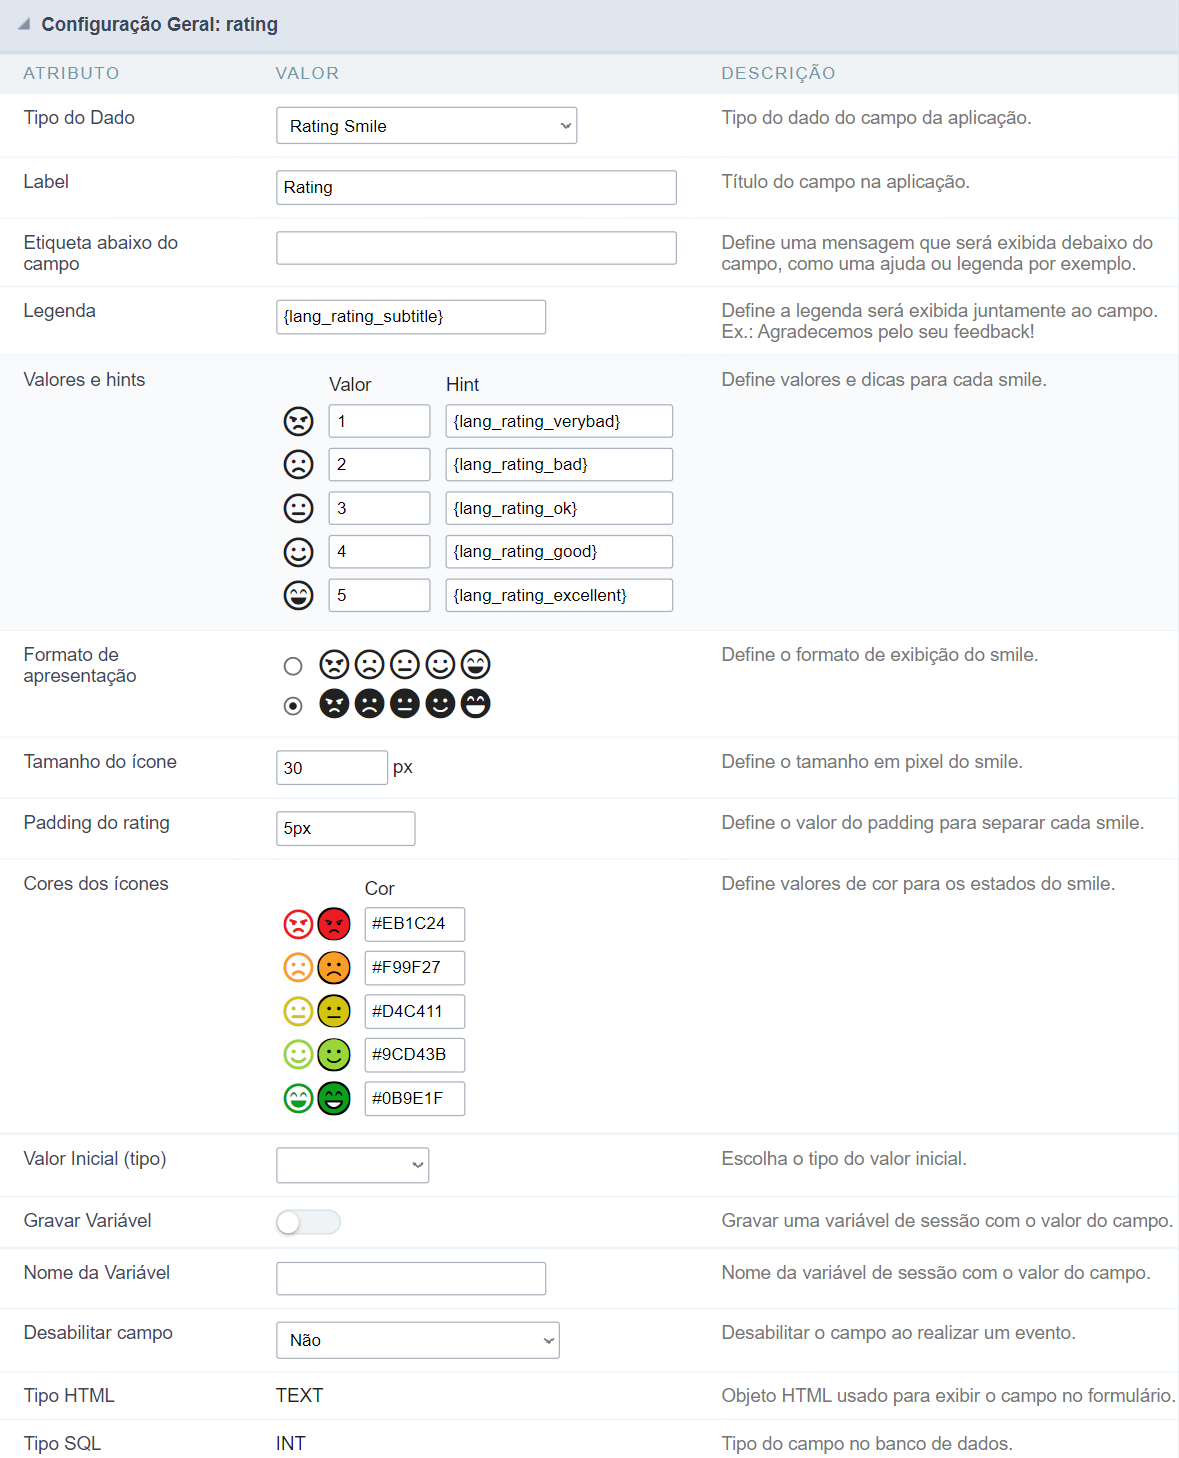 Configuração Geral: rating
ATRIBUTO VALOR DESCRIÇÃO
Tipo do Dado Rating Smile Tipo do dado do campo da aplicação.
Label Rating Título do campo na aplicação.
Etiqueta abaixo do Define uma mensagem que será exibida debaixo do
campo campo, como uma ajuda ou legenda por exemplo.
Legenda {lang_rating_subtitle} Define a legenda será exibida juntamente ao campo.
Ex.: Agradecemos pelo seu feedback!
Valores e hints Valor Hint Define valores e dicas para cada smile.
1 {lang_rating_verybad}
2 {lang_rating_bad}
3 {lang_rating_ok}
4 {lang_rating_good}
5 {lang_rating_excellent}
Formato de Define o formato de exibição do smile.
apresentação
Tamanho do ícone 30 px Define o tamanho em pixel do smile.
Padding do rating 5px Define o valor do padding para separar cada smile.
Cores dos ícones Cor Define valores de cor para os estados do smile.
#EB1C24
#F99F27
#D4C411
#9CD43B
#0B9E1F
Valor Inicial (tipo) Escolha o tipo do valor inicial.
Gravar Variável Gravar uma variável de sessão com o valor do campo.
Nome da Variável Nome da variável de sessão com o valor do campo.
Desabilitar campo Não Desabilitar o campo ao realizar um evento.
Tipo HTML TEXT Objeto HTML usado para exibir o campo no formulário.
Tipo SQL INT Tipo do campo no banco de dados.